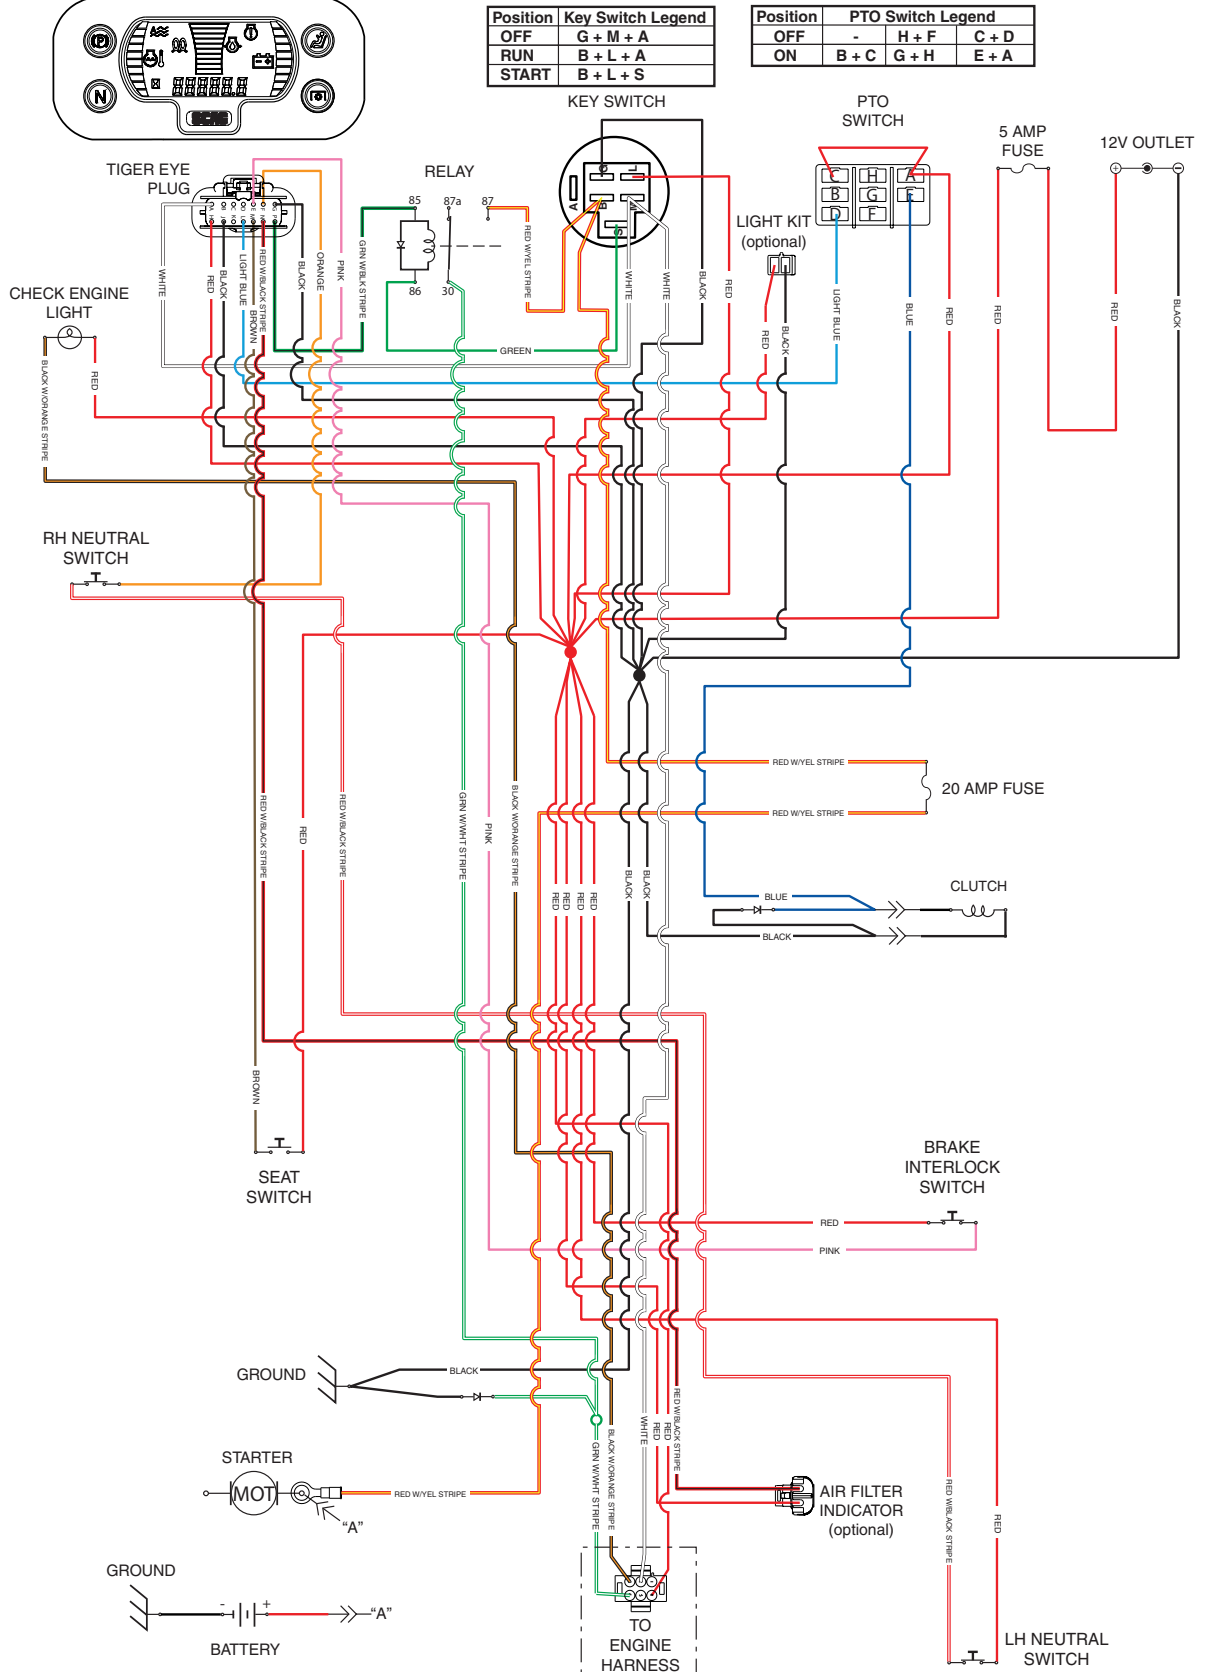 Position Key Switch Legend
OFF G + M + A
RUN B + L + A
START B + L + S
Position PTO Switch Legend
OFF - H + F C + D
ON B + C G + H E + A
(P)
N
SCAG
KEY SWITCH
PTO
SWITCH
5 AMP
FUSE
12V OUTLET
TIGER EYE
PLUG
RELAY
85
87a
87
86
30
A
G
L
B
M
S
C
H
A
B
G
E
D
F
LIGHT KIT
(optional)
+
-
CHECK ENGINE
LIGHT
WHITE
RED
BLACK
LIGHT BLUE
BROWN
RED W/BLACK STRIPE
BLACK
ORANGE
PINK
GRN W/BLK STRIPE
RED W/YEL STRIPE
GREEN
WHITE
WHITE
BLACK
RED
RED
BLACK
LIGHT BLUE
BLUE
RED
RED
RED
BLACK
BLACK W/ORANGE STRIPE
RED
RH NEUTRAL
SWITCH
RED W/YEL STRIPE
20 AMP FUSE
RED W/YEL STRIPE
RED W/BLACK STRIPE
RED
RED W/BLACK STRIPE
GRN W/WHT STRIPE
PINK
BLACK W/ORANGE STRIPE
RED
RED
RED
RED
BLACK
BLACK
BLUE
CLUTCH
BLACK
BROWN
SEAT
SWITCH
BRAKE
INTERLOCK
SWITCH
RED
PINK
GROUND
BLACK
STARTER
MOT
RED W/YEL STRIPE
"A"
GRN W/WHT STRIPE
BLACK W/ORANGE STRIPE
WHITE
RED
RED
RED W/BLACK STRIPE
AIR FILTER
INDICATOR
(optional)
RED W/BLACK STRIPE
RED
GROUND
-
+
"A"
BATTERY
TO
ENGINE
HARNESS
LH NEUTRAL
SWITCH